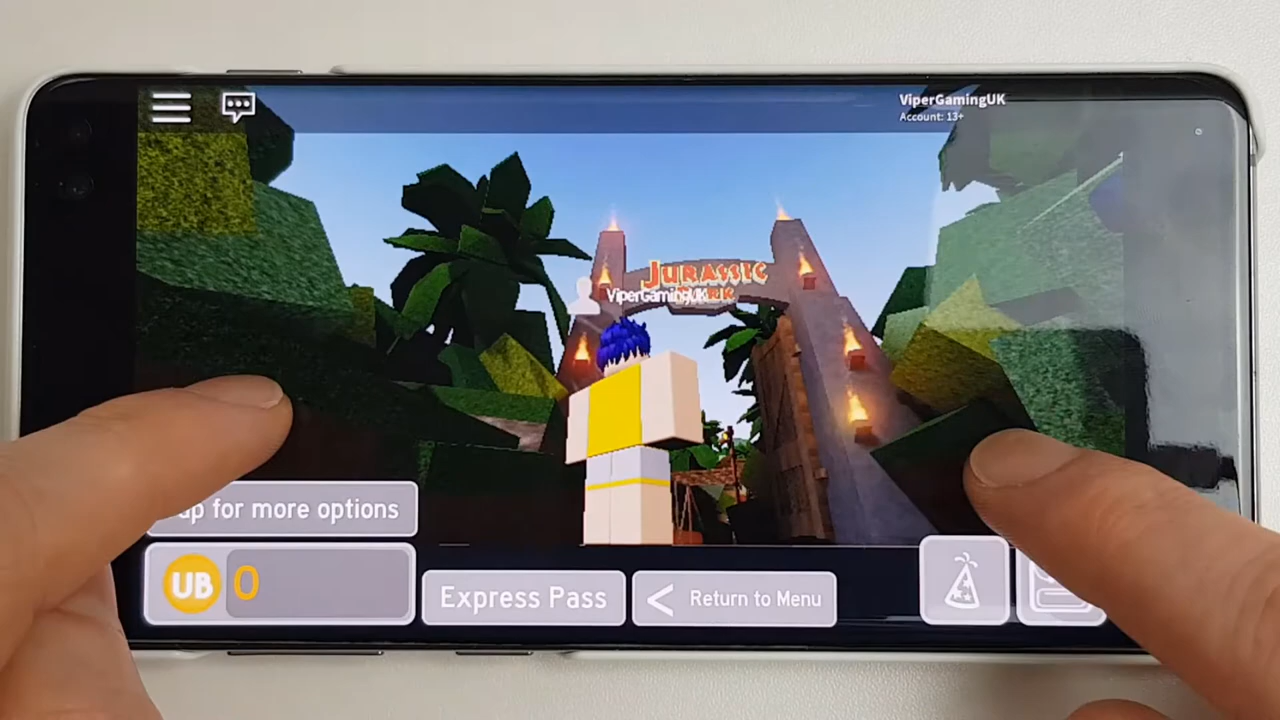 ViperGamingUK
Account: 13+
JURASSIC
ViperGamingUK
up for more options
UB 0
Express Pass
< Return to Menu